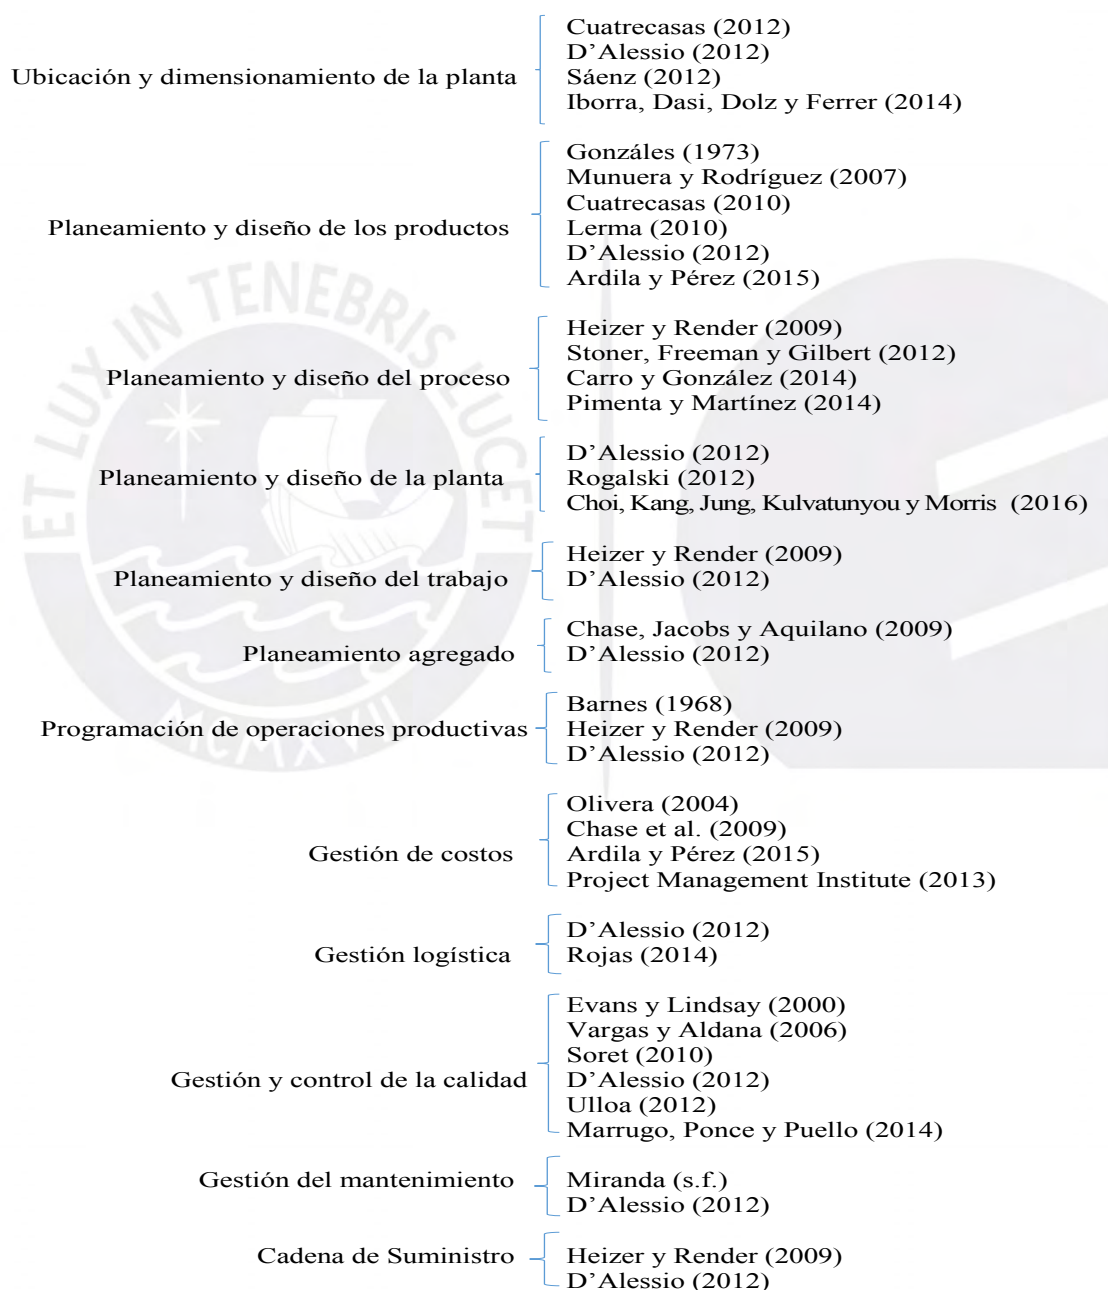 Ubicación y dimensionamiento de la planta
Cuatrecasas (2012)
D’Alessio (2012)
Sáenz (2012)
Iborra, Dasi, Dolz y Ferrer (2014)
Planeamiento y diseño de los productos
Gonzáles (1973)
Munuera y Rodríguez (2007)
Cuatrecasas (2010)
Lerma (2010)
D’Alessio (2012)
Ardila y Pérez (2015)
Planeamiento y diseño del proceso
Heizer y Render (2009)
Stoner, Freeman y Gilbert (2012)
Carro y González (2014)
Pimenta y Martínez (2014)
Planeamiento y diseño de la planta
D’Alessio (2012)
Rogalski (2012)
Choi, Kang, Jung, Kulvatunyou y Morris (2016)
Planeamiento y diseño del trabajo
Heizer y Render (2009)
D’Alessio (2012)
Planeamiento agregado
Chase, Jacobs y Aquilano (2009)
D’Alessio (2012)
Programación de operaciones productivas
Barnes (1968)
Heizer y Render (2009)
D’Alessio (2012)
Gestión de costos
Olivera (2004)
Chase et al. (2009)
Ardila y Pérez (2015)
Project Management Institute (2013)
Gestión logística
D’Alessio (2012)
Rojas (2014)
Gestión y control de la calidad
Evans y Lindsay (2000)
Vargas y Aldana (2006)
Soret (2010)
D’Alessio (2012)
Ulloa (2012)
Marrugo, Ponce y Puello (2014)
Gestión del mantenimiento
Miranda (s.f.)
D’Alessio (2012)
Cadena de Suministro
Heizer y Render (2009)
D’Alessio (2012)
ET LUX IN TENEBRIS LUCET
MCMXVII